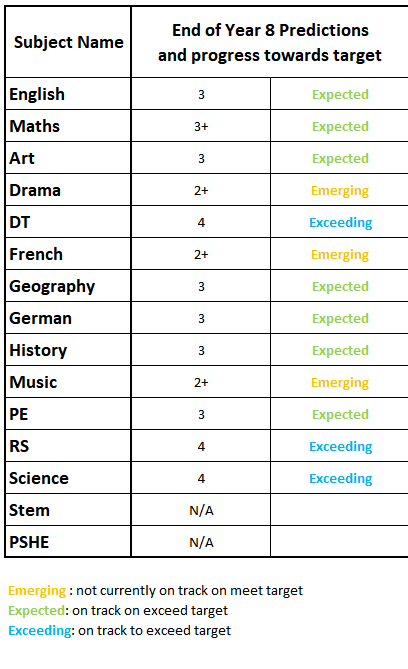 Subject Name
End of Year 8 Predictions
and progress towards target
English 3 Expected
Maths 3+ Expected
Art 3 Expected
Drama 2+ Emerging
DT 4 Exceeding
French 2+ Emerging
Geography 3 Expected
German 3 Expected
History 3 Expected
Music 2+ Emerging
PE 3 Expected
RS 4 Exceeding
Science 4 Exceeding
Stem N/A
PSHE N/A
Emerging : not currently on track on meet target
Expected: on track on exceed target
Exceeding: on track to exceed target